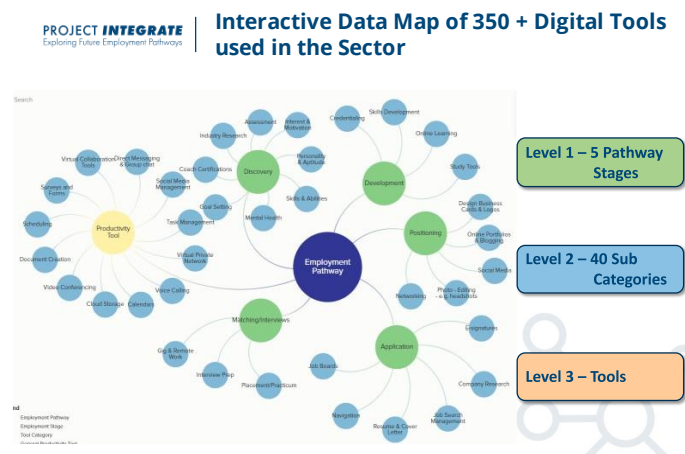 PROJECT INTEGRATE
Exploring Future Employment Pathways
Interactive Data Map of 350 + Digital Tools
used in the Sector
Search
Assessment
Interest &
Motivation
Industry Research
Credentialing
Skills Development
Online Learning
Virtual Collaboration
Tools
Direct Messaging
& Group chat
Coach Certifications
Discovery
Personality
& Aptitude
Study Tools
Social Media
Management
Surveys and
Forms
Development
Skills & Abilities
Goal Setting
Mental Health
Task Management
Design Business
Cards & Logos
Scheduling
Productivity
Tool
Positioning
Online Portfolios
& Blogging
Employment
Pathway
Document Creation
Virtual Private
Network
Social Media
Video Conferencing
Voice Calling
Cloud Storage
Calendars
Networking
Photo - Editing
- e.g. headshots
Matching/Interviews
E-signatures
Application
Gig & Remote
Work
Job Boards
Interview Prep
Placement/Practicum
Company Research
Navigation
Resume & Cover
Letter
Job Search
Management
nd
Employment Pathway
Employment Stage
Tool Category
General Productivity Tool
Level 1 – 5 Pathway
Stages
Level 2 – 40 Sub
Categories
Level 3 – Tools